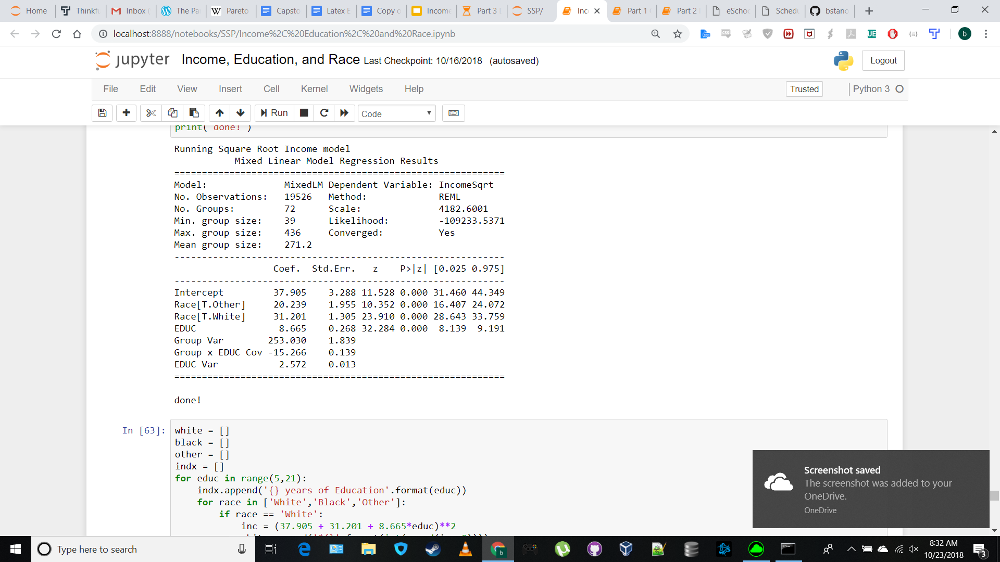 Home Thinkf Inbox ( The Pa Pareto Capsto Latex E Copy o Income Part 3 SSP/ Inc Part 1 Part 2 eSchoo Schedu bstano
localhost:8888/notebooks/SSP/Income%2C%20Education%2C%20and%20Race.ipynb
UE b
jupyter Income, Education, and Race Last Checkpoint: 10/16/2018 (autosaved)
Logout
File Edit View Insert Cell Kernel Widgets Help Trusted Python 3
Run Code
print('done!')
Running Square Root Income model
Mixed Linear Model Regression Results
===========================================================
Model: MixedLM Dependent Variable: IncomeSqrt
No. Observations: 19526 Method: REML
No. Groups: 72 Scale: 4182.6001
Min. group size: 39 Likelihood: -109233.5371
Max. group size: 436 Converged: Yes
Mean group size: 271.2
-----------------------------------------------------------
Coef. Std.Err. z P>|z| [0.025 0.975]
-----------------------------------------------------------
Intercept 37.905 3.288 11.528 0.000 31.460 44.349
Race[T.Other] 20.239 1.955 10.352 0.000 16.407 24.072
Race[T.White] 31.201 1.305 23.910 0.000 28.643 33.759
EDUC 8.665 0.268 32.284 0.000 8.139 9.191
Group Var 253.030 1.839
Group x EDUC Cov -15.266 0.139
EDUC Var 2.572 0.013
===========================================================
done!
In [63]: white = []
black = []
other = []
indx = []
for educ in range(5,21):
indx.append('{} years of Education'.format(educ))
for race in ['White','Black','Other']:
if race == 'White':
inc = (37.905 + 31.201 + 8.665*educ)**2
Screenshot saved
The screenshot was added to your
OneDrive.
OneDrive
Type here to search
8:32 AM
10/23/2018
3